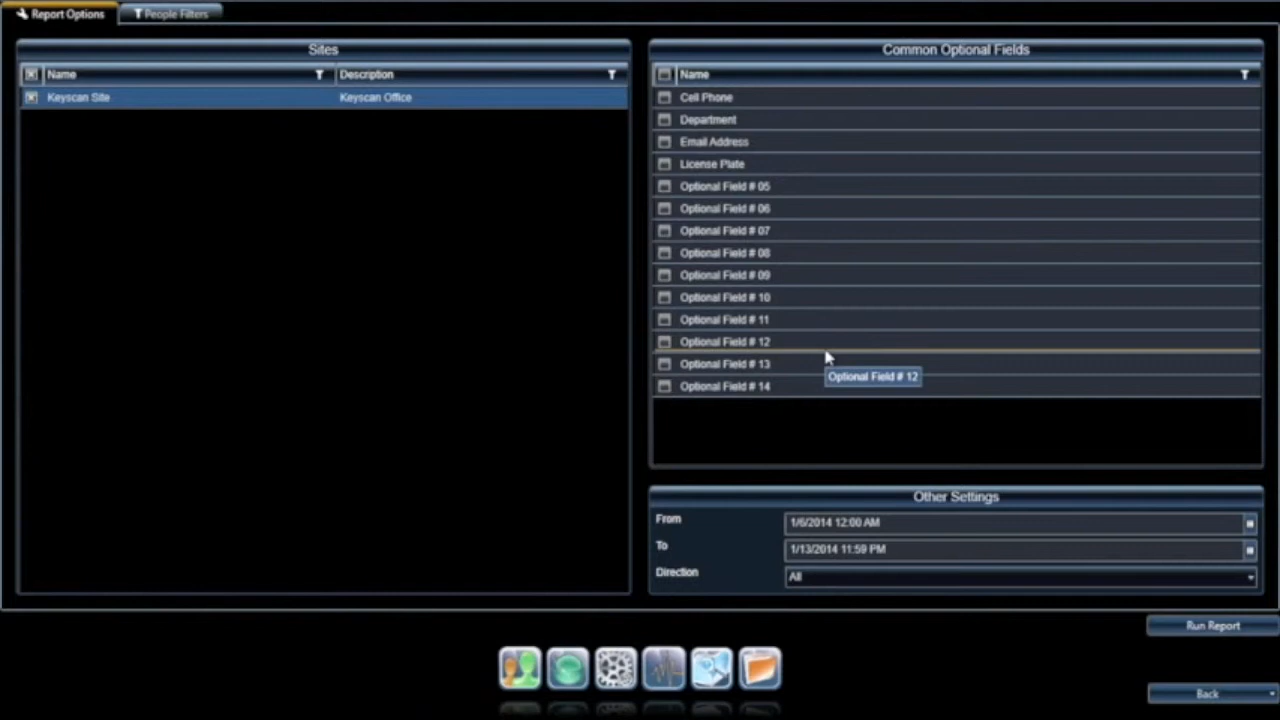 Report Options
People Filters
Sites
Name
Description
Keyscan Site
Keyscan Office
Common Optional Fields
Name
Cell Phone
Department
Email Address
License Plate
Optional Field # 05
Optional Field # 06
Optional Field # 07
Optional Field # 08
Optional Field # 09
Optional Field # 10
Optional Field # 11
Optional Field # 12
Optional Field # 13
Optional Field # 12
Optional Field # 14
Other Settings
From
1/6/2014 12:00 AM
To
1/13/2014 11:59 PM
Direction
All
Run Report
Back